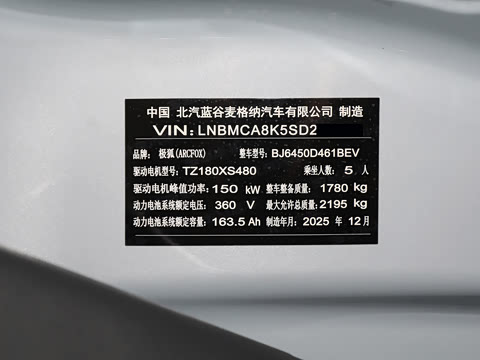 中国 北汽蓝谷麦格纳汽车有限公司 制造
VIN: LNBMCA8K5SD2
品牌: 极狐(ARCFOX) 整车型号: BJ6450D461BEV
驱动电机型号: TZ180XS480 乘坐人数: 5 人
驱动电机峰值功率: 150 kW 整车整备质量: 1780 kg
动力电池系统额定电压: 360 V 最大允许总质量: 2195 kg
动力电池系统额定容量: 163.5 Ah 制造年月: 2025 年 12 月